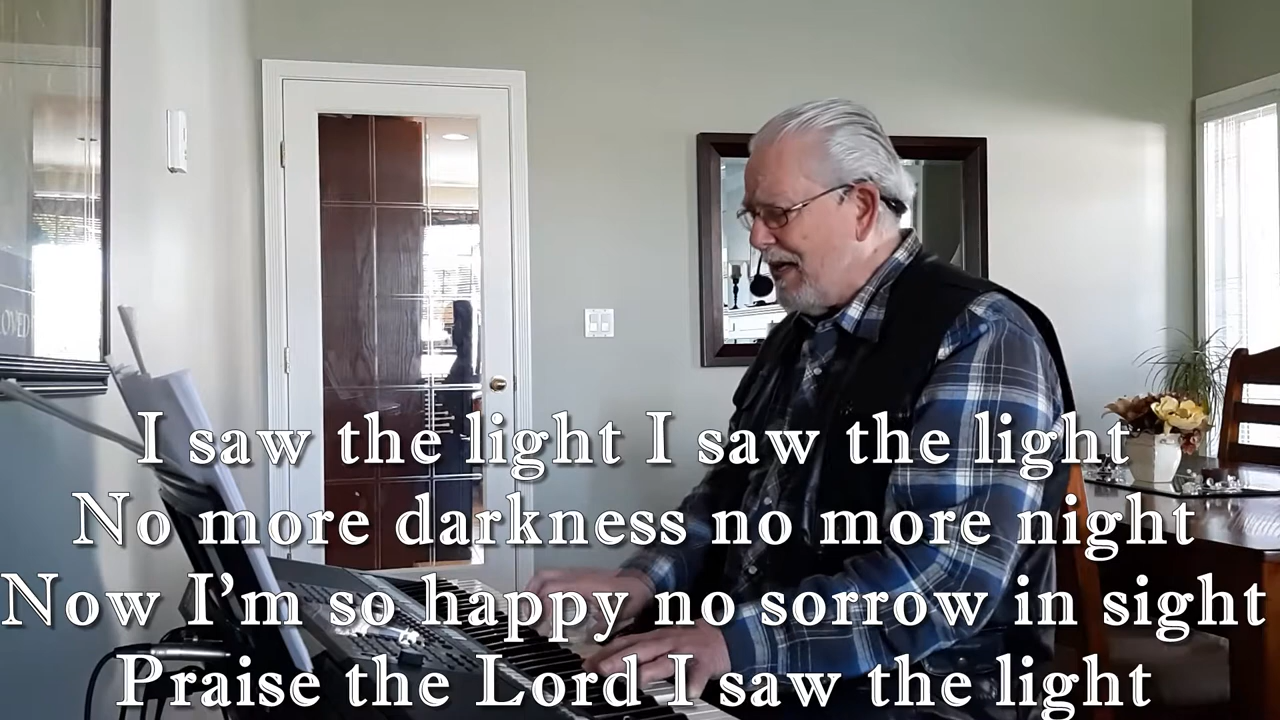 I saw the light I saw the light
No more darkness no more night
Now I'm so happy no sorrow in sight
Praise the Lord I saw the light